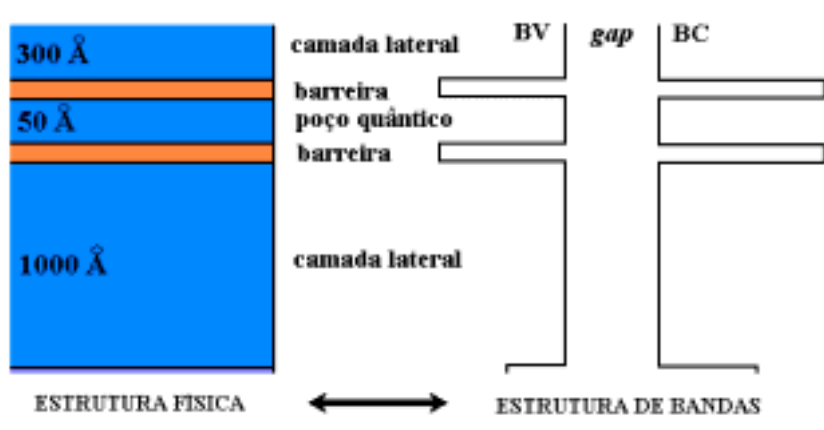 300 Å
camada lateral
BV
gap
BC
barreira
50 Å
poço quântico
barreira
1000 Å
camada lateral
ESTRUTURA FÍSICA
ESTRUTURA DE BANDAS